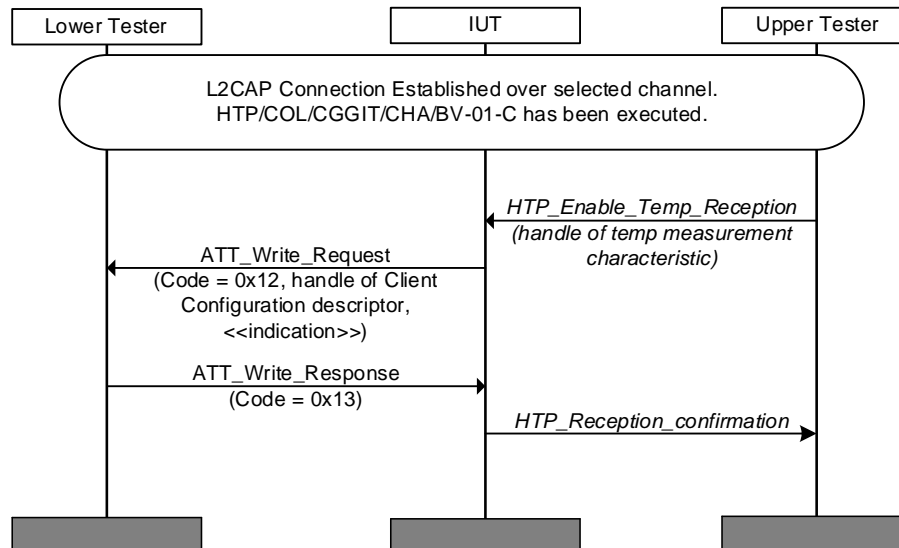 Lower Tester
IUT
Upper Tester
L2CAP Connection Established over selected channel.
HTP/COL/CGGIT/CHA/BV-01-C has been executed.
HTP_Enable_Temp_Reception
(handle of temp measurement
characteristic)
ATT_Write_Request
(Code = 0x12, handle of Client
Configuration descriptor,
<<indication>>)
ATT_Write_Response
(Code = 0x13)
HTP_Reception_confirmation